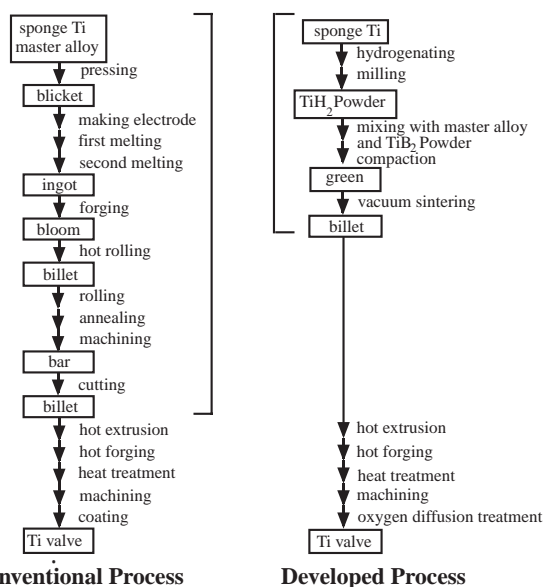 sponge Ti
master alloy
pressing
blicket
making electrode
first melting
second melting
ingot
forging
bloom
hot rolling
billet
rolling
annealing
machining
bar
cutting
billet
hot extrusion
hot forging
heat treatment
machining
coating
Ti valve
nventional Process
sponge Ti
hydrogenating
milling
TiH2 Powder
mixing with master alloy
and TiB2 Powder
compaction
green
vacuum sintering
billet
hot extrusion
hot forging
heat treatment
machining
oxygen diffusion treatment
Ti valve
Developed Process